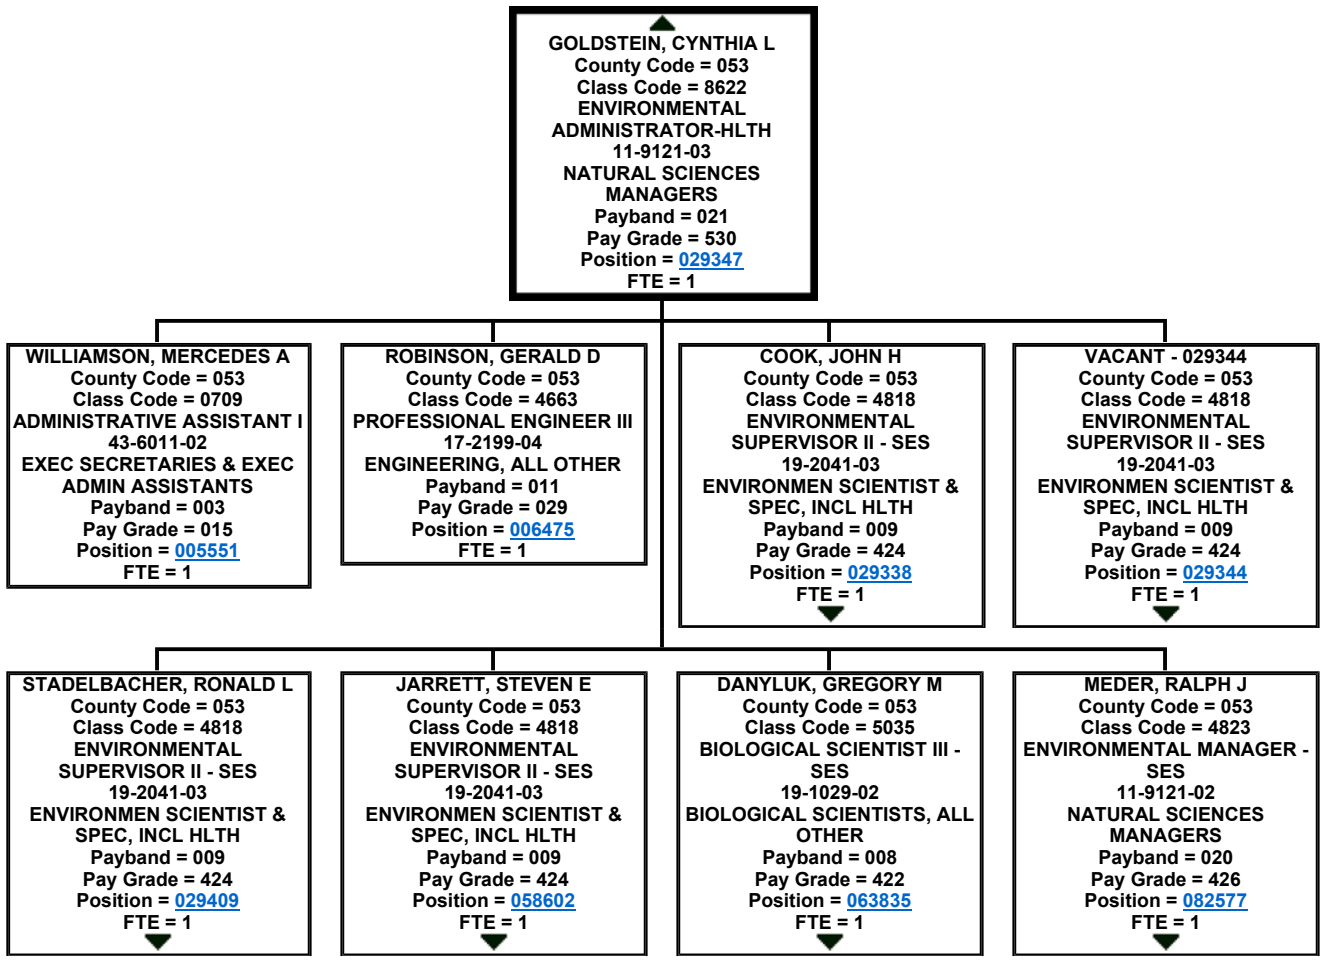 GOLDSTEIN, CYNTHIA L
County Code = 053
Class Code = 8622
ENVIRONMENTAL
ADMINISTRATOR-HLTH
11-9121-03
NATURAL SCIENCES
MANAGERS
Payband = 021
Pay Grade = 530
Position = 029347
FTE = 1
WILLIAMSON, MERCEDES A
County Code = 053
Class Code = 0709
ADMINISTRATIVE ASSISTANT I
43-6011-02
EXEC SECRETARIES & EXEC
ADMIN ASSISTANTS
Payband = 003
Pay Grade = 015
Position = 005551
FTE = 1
ROBINSON, GERALD D
County Code = 053
Class Code = 4663
PROFESSIONAL ENGINEER III
17-2199-04
ENGINEERING, ALL OTHER
Payband = 011
Pay Grade = 029
Position = 006475
FTE = 1
COOK, JOHN H
County Code = 053
Class Code = 4818
ENVIRONMENTAL
SUPERVISOR II - SES
19-2041-03
ENVIRONMEN SCIENTIST &
SPEC, INCL HLTH
Payband = 009
Pay Grade = 424
Position = 029338
FTE = 1
VACANT - 029344
County Code = 053
Class Code = 4818
ENVIRONMENTAL
SUPERVISOR II - SES
19-2041-03
ENVIRONMEN SCIENTIST &
SPEC, INCL HLTH
Payband = 009
Pay Grade = 424
Position = 029344
FTE = 1
STADELBACHER, RONALD L
County Code = 053
Class Code = 4818
ENVIRONMENTAL
SUPERVISOR II - SES
19-2041-03
ENVIRONMEN SCIENTIST &
SPEC, INCL HLTH
Payband = 009
Pay Grade = 424
Position = 029409
FTE = 1
JARRETT, STEVEN E
County Code = 053
Class Code = 4818
ENVIRONMENTAL
SUPERVISOR II - SES
19-2041-03
ENVIRONMEN SCIENTIST &
SPEC, INCL HLTH
Payband = 009
Pay Grade = 424
Position = 058602
FTE = 1
DANYLUK, GREGORY M
County Code = 053
Class Code = 5035
BIOLOGICAL SCIENTIST III -
SES
19-1029-02
BIOLOGICAL SCIENTISTS, ALL
OTHER
Payband = 008
Pay Grade = 422
Position = 063835
FTE = 1
MEDER, RALPH J
County Code = 053
Class Code = 4823
ENVIRONMENTAL MANAGER -
SES
11-9121-02
NATURAL SCIENCES
MANAGERS
Payband = 020
Pay Grade = 426
Position = 082577
FTE = 1